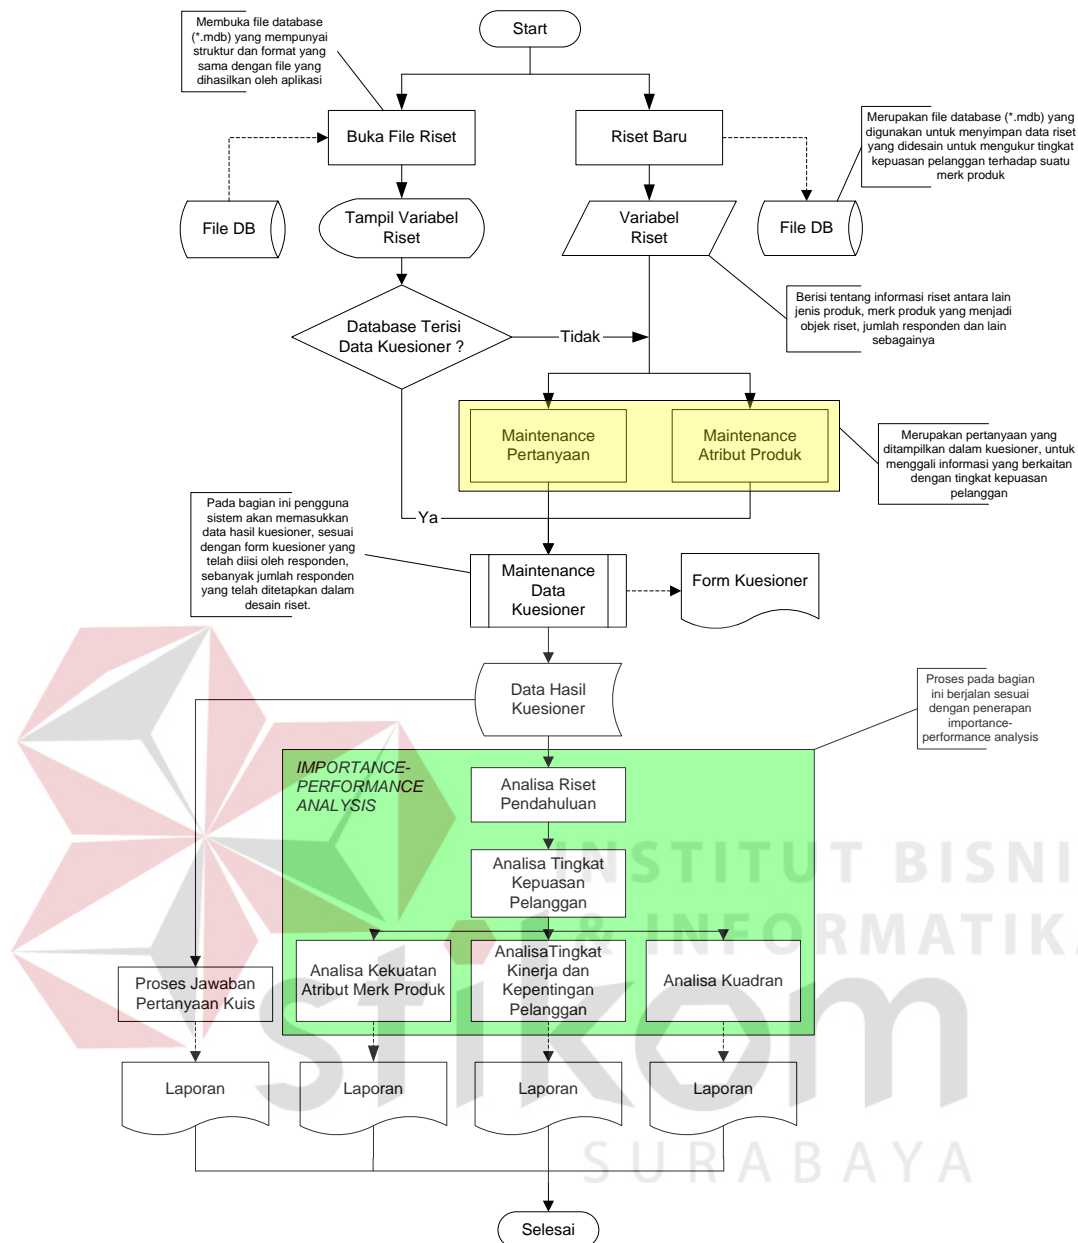 Start
Membuka file database
(*.mdb) yang mempunyai
struktur dan format yang
sama dengan file yang
dihasilkan oleh aplikasi
Buka File Riset
Riset Baru
Merupakan file database (*.mdb) yang
digunakan untuk menyimpan data riset
yang didesain untuk mengukur tingkat
kepuasan pelanggan terhadap suatu
merk produk
File DB
Tampil Variabel
Riset
Variabel
Riset
File DB
Berisi tentang informasi riset antara lain
jenis produk, merk produk yang menjadi
objek riset, jumlah responden dan lain
sebagainya
Database Terisi
Data Kuesioner ?
Tidak
Maintenance
Pertanyaan
Maintenance
Atribut Produk
Merupakan pertanyaan yang
ditampilkan dalam kuesioner, untuk
menggali informasi yang berkaitan
dengan tingkat kepuasan
pelanggan
Ya
Pada bagian ini pengguna
sistem akan memasukkan
data hasil kuesioner, sesuai
dengan form kuesioner yang
telah diisi oleh responden,
sebanyak jumlah responden
yang telah ditetapkan dalam
desain riset.
Maintenance
Data
Kuesioner
Form Kuesioner
Data Hasil
Kuesioner
Proses pada bagian
ini berjalan sesuai
dengan penerapan
importance-
performance analysis
IMPORTANCE-
PERFORMANCE
ANALYSIS
Analisa Riset
Pendahuluan
Analisa Tingkat
Kepuasan
Pelanggan
Proses Jawaban
Pertanyaan Kuis
Analisa Kekuatan
Atribut Merk Produk
AnalisaTingkat
Kinerja dan
Kepentingan
Pelanggan
Analisa Kuadran
Laporan
Laporan
Laporan
Laporan
Selesai
INSTITUT BISNI
& INFORMATIKA
stikom
SURABAYA